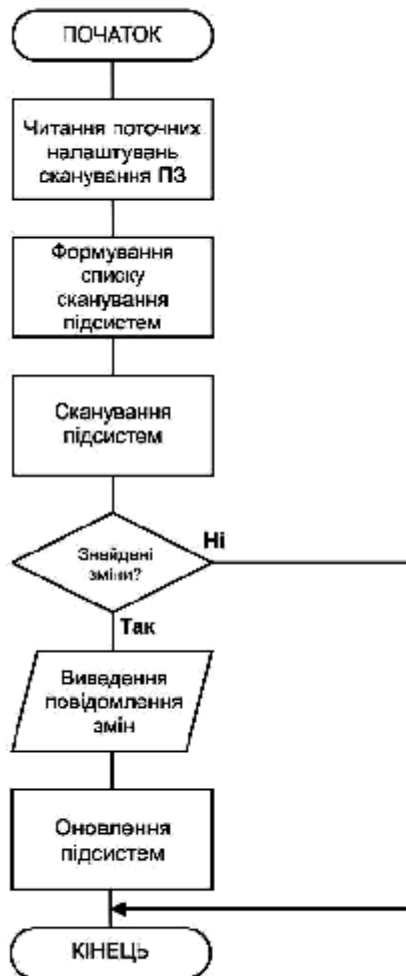 ПОЧАТОК
Читання поточних
налаштувань
сканування ПЗ
Формування
списку
сканування
підсистем
Сканування
підсистем
Знайдені
зміни?
Ні
Так
Виведення
повідомлення
змін
Оновлення
підсистем
КІНЕЦЬ